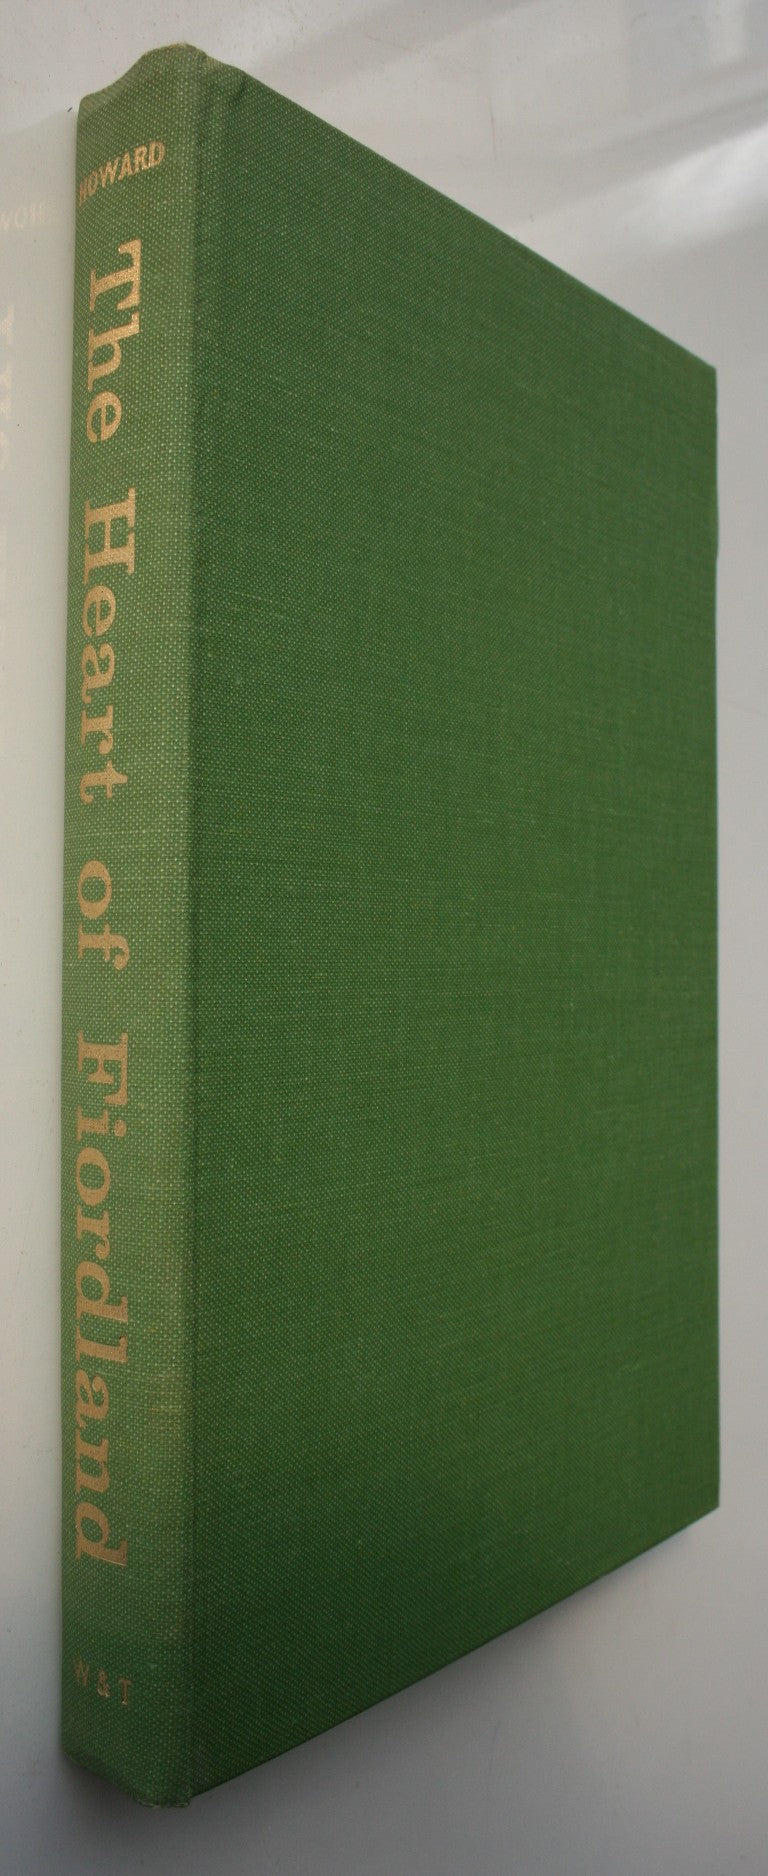 HOWARD
The Heart of Fiordland
W & T